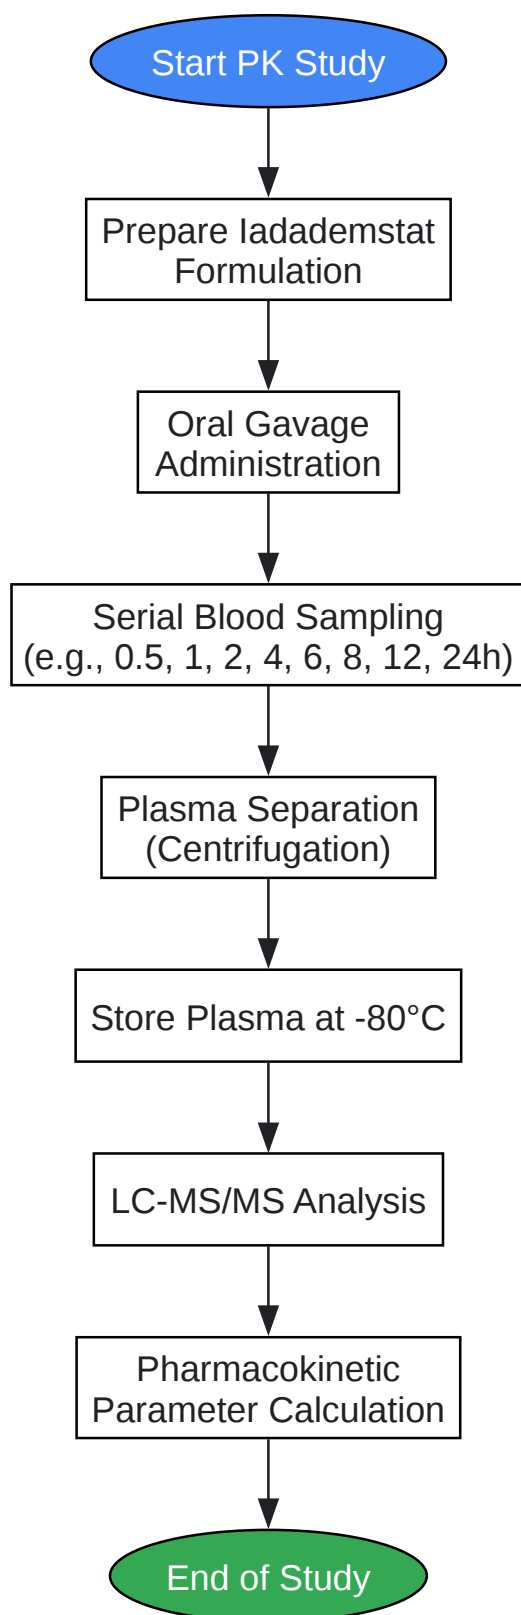 Start PK Study
Prepare Iadademstat
Formulation
Oral Gavage
Administration
Serial Blood Sampling
(e.g., 0.5, 1, 2, 4, 6, 8, 12, 24h)
Plasma Separation
(Centrifugation)
Store Plasma at -80°C
LC-MS/MS Analysis
Pharmacokinetic
Parameter Calculation
End of Study